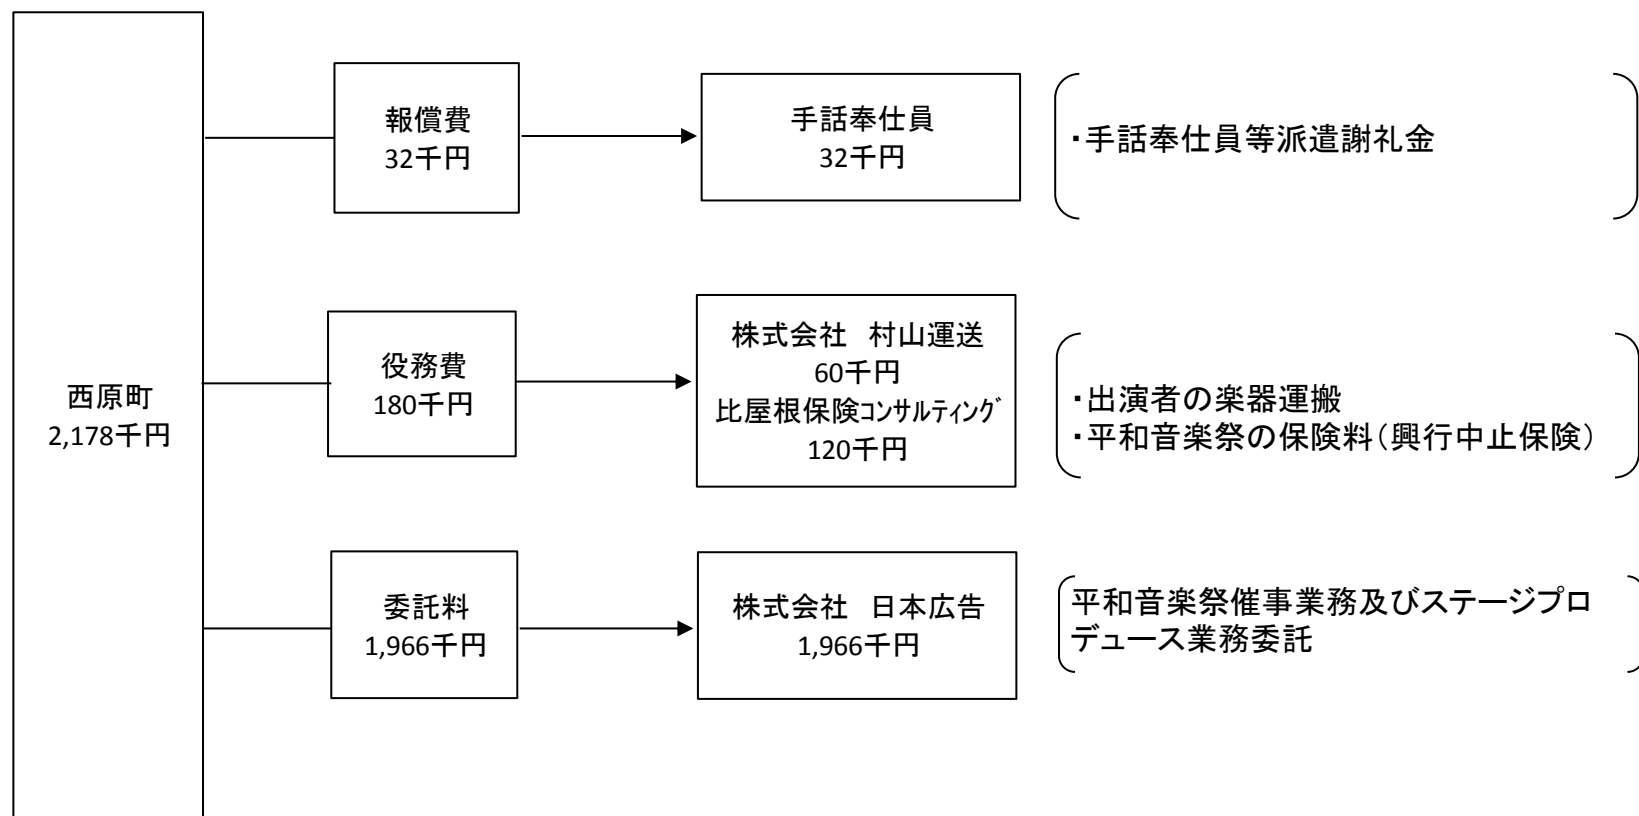 西原町
2,178千円
報償費
32千円
手話奉仕員
32千円
・手話奉仕員等派遣謝礼金
役務費
180千円
株式会社　村山運送
60千円
比屋根保険ｺﾝｻﾙﾃｨﾝｸﾞ
120千円
・出演者の楽器運搬
・平和音楽祭の保険料（興行中止保険）
委託料
1,966千円
株式会社　日本広告
1,966千円
平和音楽祭催事業務及びステージプロ
デュース業務委託